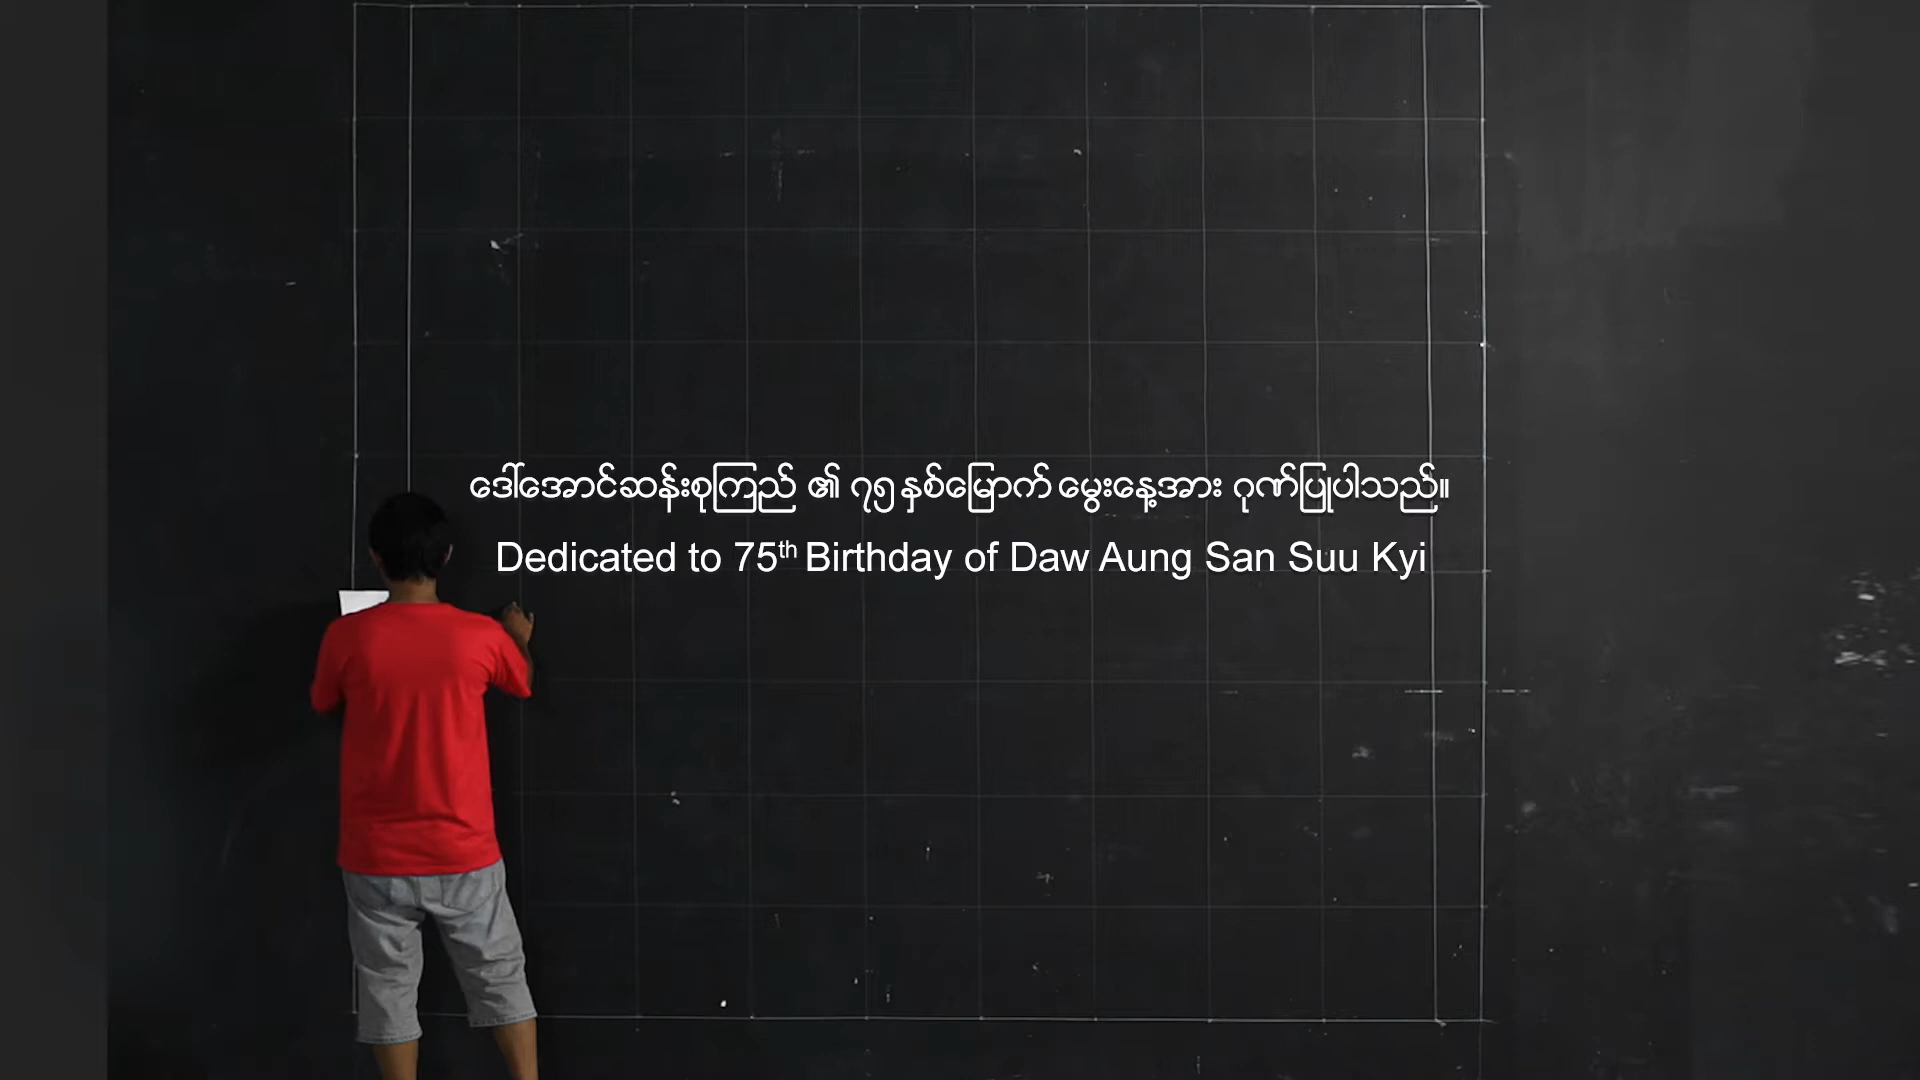 ဒေါ်အောင်ဆန်းစုကြည် ၏ ၇၅ နှစ်မြောက် မွေးနေ့အား ဂုဏ်ပြုပါသည်။
Dedicated to 75th Birthday of Daw Aung San Suu Kyi